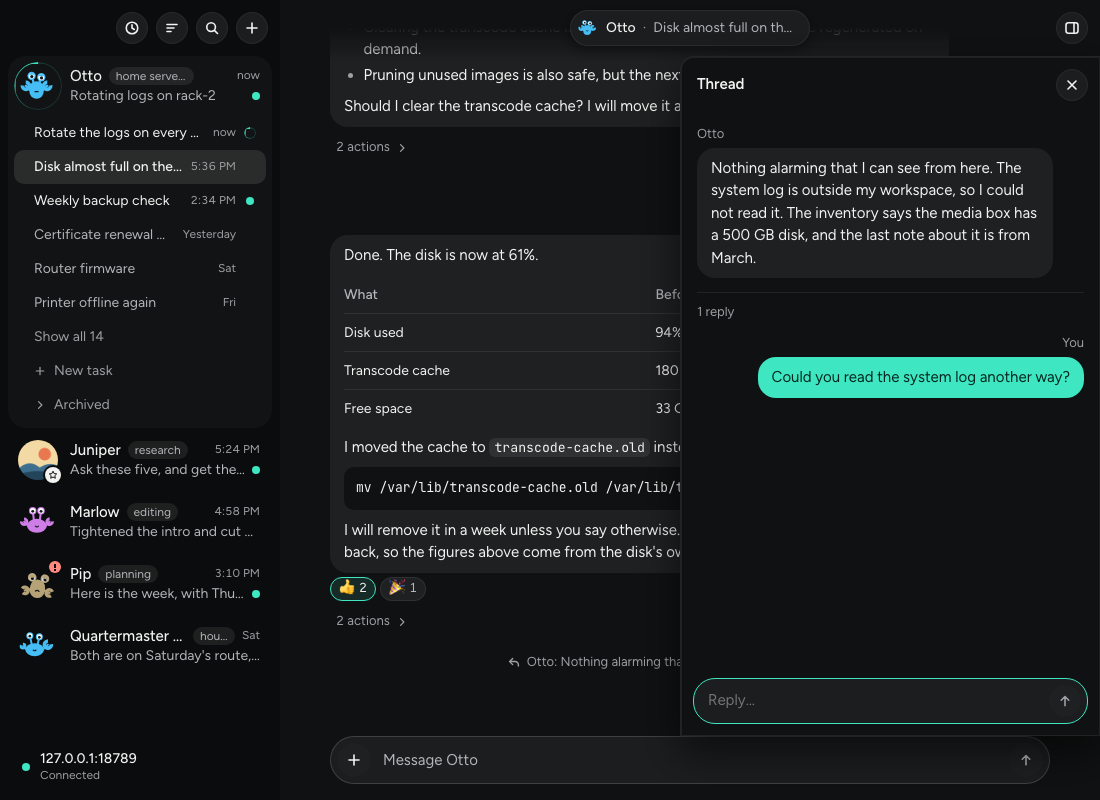 Otto home serve... now
Rotating logs on rack-2
Rotate the logs on every ... now
Disk almost full on the... 5:36 PM
Weekly backup check 2:34 PM
Certificate renewal ... Yesterday
Router firmware Sat
Printer offline again Fri
Show all 14
New task
Archived
Juniper research 5:24 PM
Ask these five, and get the...
Marlow editing 4:58 PM
Tightened the intro and cut ...
Pip planning 3:10 PM
Here is the week, with Thu...
Quartermaster ... hou... Sat
Both are on Saturday's route,...
127.0.0.1:18789
Connected
Otto · Disk almost full on th...
demand.
Pruning unused images is also safe, but the nex
Should I clear the transcode cache? I will move it a
2 actions
Done. The disk is now at 61%.
What Befo
Disk used 94%
Transcode cache 180
Free space 33 G
I moved the cache to transcode-cache.old inste
mv /var/lib/transcode-cache.old /var/lib/t
I will remove it in a week unless you say otherwise.
back, so the figures above come from the disk's ow
👍 2 🎉 1
2 actions
Otto: Nothing alarming tha
Message Otto
Thread
Otto
Nothing alarming that I can see from here. The
system log is outside my workspace, so I could
not read it. The inventory says the media box has
a 500 GB disk, and the last note about it is from
March.
1 reply
You
Could you read the system log another way?
Reply...